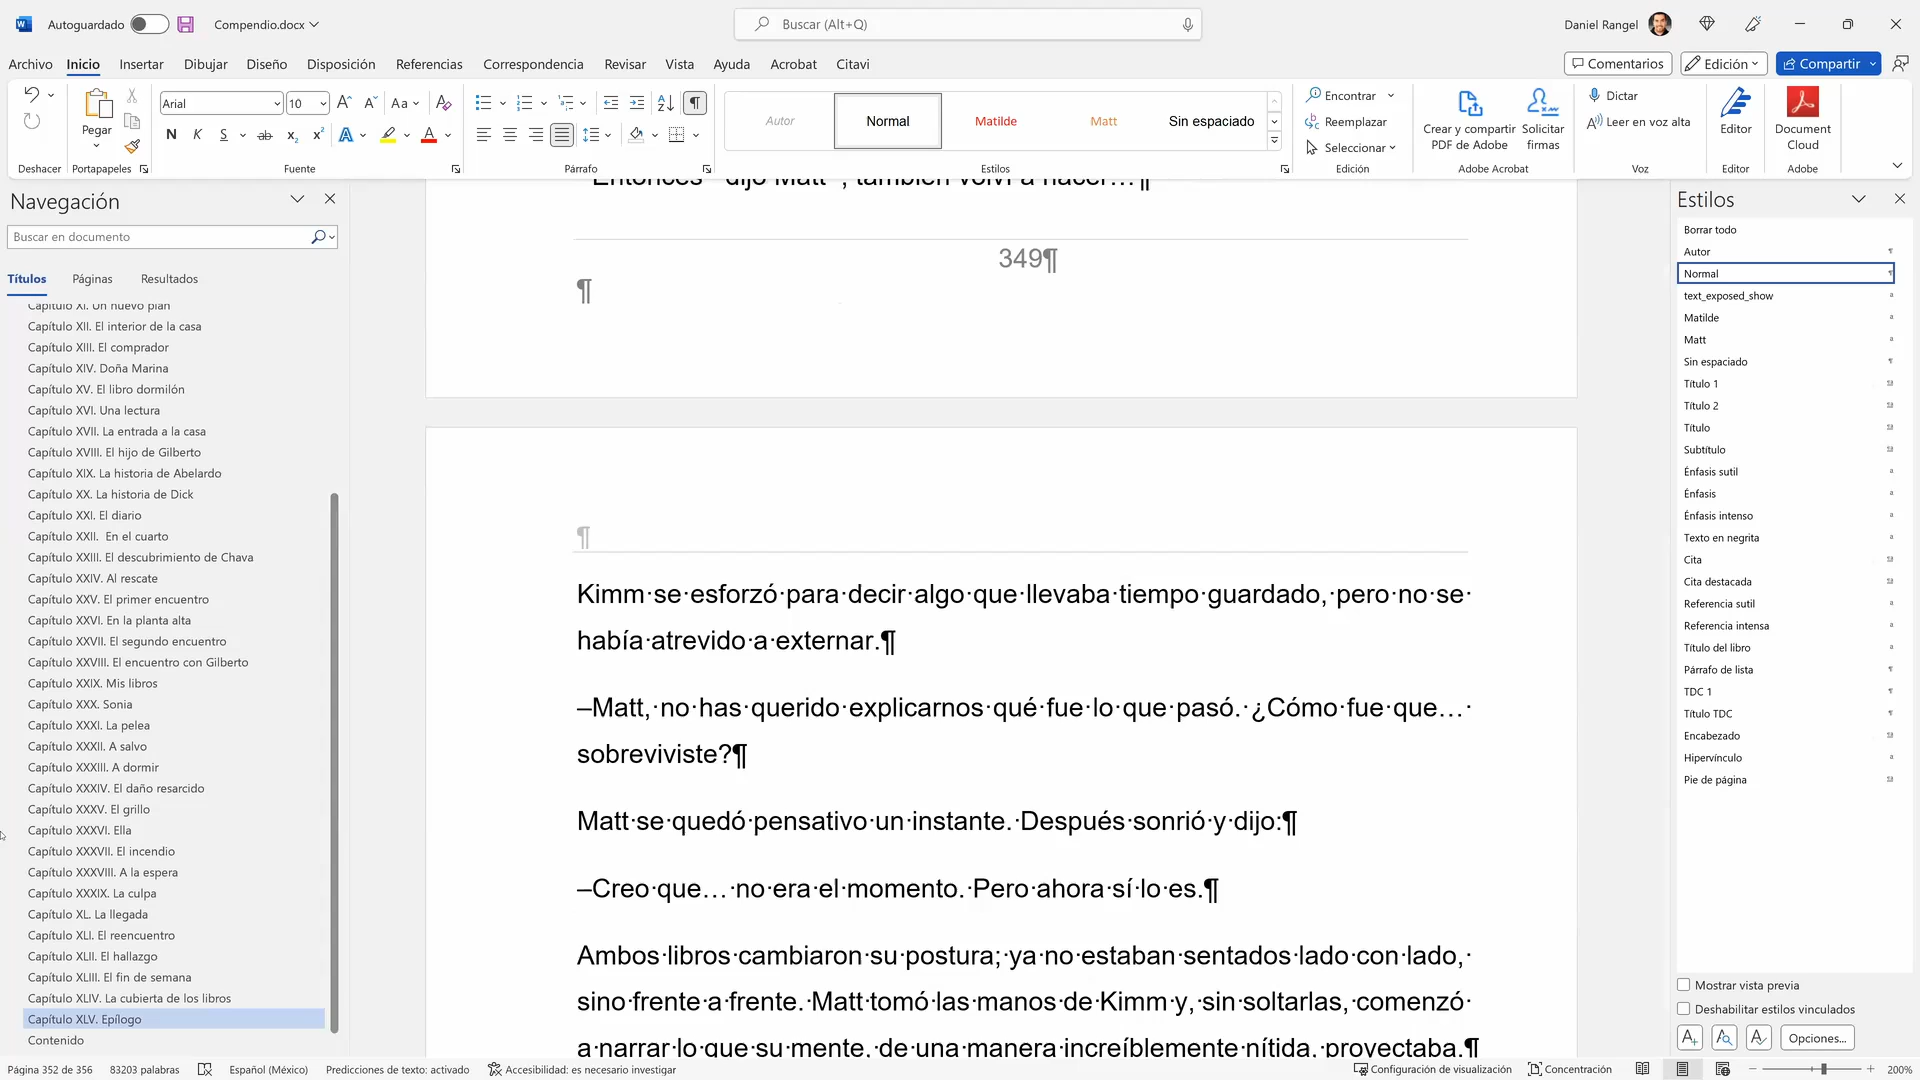 Autoguardado
Compendio.docx
Buscar (Alt+Q)
Daniel Rangel
Archivo Inicio Insertar Dibujar Diseño Disposición Referencias Correspondencia Revisar Vista Ayuda Acrobat Citavi
Comentarios Edición Compartir
Pegar
Arial 10
Aa
N K S ab x₂ x² A A
Autor Normal Matilde Matt Sin espaciado
Encontrar
Reemplazar
Seleccionar
Crear y compartir PDF de Adobe
Solicitar firmas
Dictar
Leer en voz alta
Editor
Document Cloud
Deshacer Portapapeles Fuente Párrafo Estilos Edición Adobe Acrobat Voz Editor Adobe
Navegación
Buscar en documento
Títulos Páginas Resultados
Capítulo XI. Un nuevo plan
Capítulo XII. El interior de la casa
Capítulo XIII. El comprador
Capítulo XIV. Doña Marina
Capítulo XV. El libro dormilón
Capítulo XVI. Una lectura
Capítulo XVII. La entrada a la casa
Capítulo XVIII. El hijo de Gilberto
Capítulo XIX. La historia de Abelardo
Capítulo XX. La historia de Dick
Capítulo XXI. El diario
Capítulo XXII.  En el cuarto
Capítulo XXIII. El descubrimiento de Chava
Capítulo XXIV. Al rescate
Capítulo XXV. El primer encuentro
Capítulo XXVI. En la planta alta
Capítulo XXVII. El segundo encuentro
Capítulo XXVIII. El encuentro con Gilberto
Capítulo XXIX. Mis libros
Capítulo XXX. Sonia
Capítulo XXXI. La pelea
Capítulo XXXII. A salvo
Capítulo XXXIII. A dormir
Capítulo XXXIV. El daño resarcido
Capítulo XXXV. El grillo
Capítulo XXXVI. Ella
Capítulo XXXVII. El incendio
Capítulo XXXVIII. A la espera
Capítulo XXXIX. La culpa
Capítulo XL. La llegada
Capítulo XLI. El reencuentro
Capítulo XLII. El hallazgo
Capítulo XLIII. El fin de semana
Capítulo XLIV. La cubierta de los libros
Capítulo XLV. Epílogo
Contenido
–Entonces –dijo Matt–, también volví a nacer…¶
349¶
¶
¶
Kimm·se·esforzó·para·decir·algo·que·llevaba·tiempo·guardado,·pero·no·se·
había·atrevido·a·externar.¶
–Matt,·no·has·querido·explicarnos·qué·fue·lo·que·pasó.·¿Cómo·fue·que…·
sobreviviste?¶
Matt·se·quedó·pensativo·un·instante.·Después·sonrió·y·dijo:¶
–Creo·que…·no·era·el·momento.·Pero·ahora·sí·lo·es.¶
Ambos·libros·cambiaron·su·postura;·ya·no·estaban·sentados·lado·con·lado,·
sino·frente·a·frente.·Matt·tomó·las·manos·de·Kimm·y,·sin·soltarlas,·comenzó·
a·narrar·lo·que·su·mente,·de·una·manera·increíblemente·nítida,·proyectaba.¶
Estilos
Borrar todo
Autor
Normal
text_exposed_show
Matilde
Matt
Sin espaciado
Título 1
Título 2
Título
Subtítulo
Énfasis sutil
Énfasis
Énfasis intenso
Texto en negrita
Cita
Cita destacada
Referencia sutil
Referencia intensa
Título del libro
Párrafo de lista
TDC 1
Título TDC
Encabezado
Hipervínculo
Pie de página
Mostrar vista previa
Deshabilitar estilos vinculados
Opciones...
Página 352 de 356 83203 palabras Español (México) Predicciones de texto: activado Accesibilidad: es necesario investigar Configuración de visualización Concentración 200%